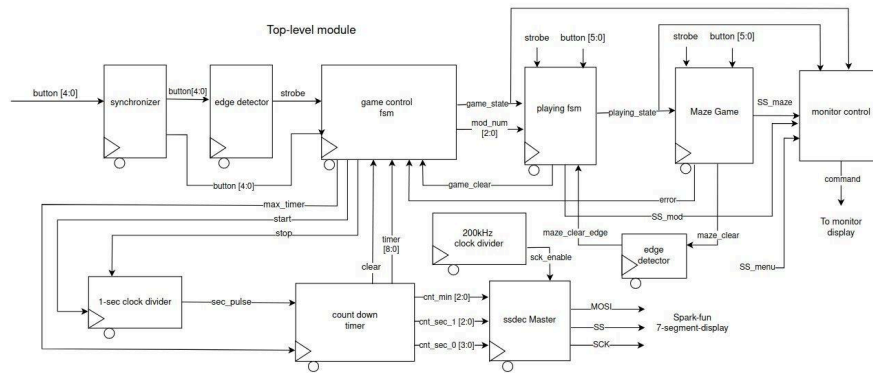 Top-level module
strobe
button [5:0]
strobe
button [5:0]
button [4:0]
synchronizer
button[4:0]
edge detector
strobe
game control
fsm
game_state
mod_num
[2:0]
playing fsm
playing_state
Maze Game
SS_maze
monitor control
button [4:0]
max_timer
start
stop
game_clear
error
SS_mod
command
To monitor
display
clear
timer
[8:0]
200kHz
clock divider
sck_enable
maze_clear_edge
edge
detector
maze_clear
SS_menu
1-sec clock divider
sec_pulse
count down
timer
cnt_min [2:0]
cnt_sec_1 [2:0]
cnt_sec_0 [3:0]
ssdec Master
MOSI
SS
SCK
Spark-fun
7-segment-display